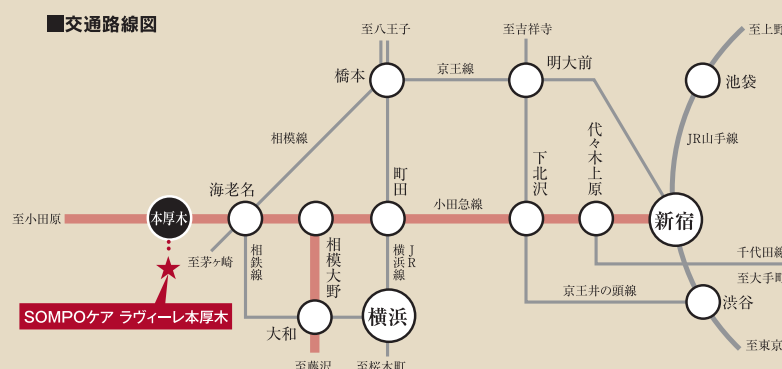 ■交通路線図
至八王子
至吉祥寺
至上野
橋本
京王線
明大前
池袋
相模線
JR山手線
町田
下北沢
代々木上原
海老名
至小田原
本厚木
小田急線
新宿
至茅ヶ崎
相鉄線
相模大野
JR横浜線
千代田線
至大手町
京王井の頭線
渋谷
SOMPOケア ラヴィーレ本厚木
大和
横浜
至東京
至藤沢
至桜木町